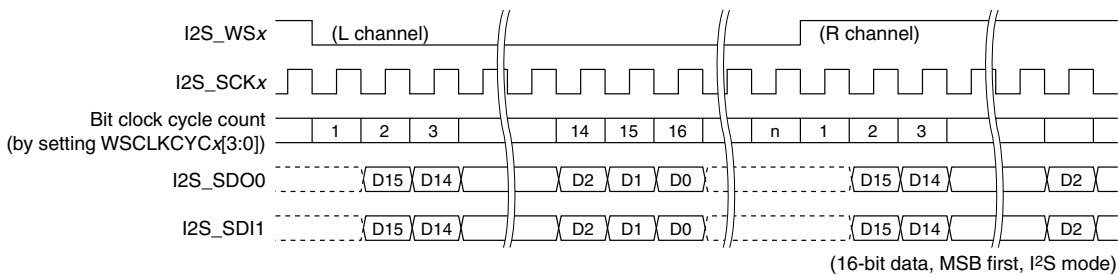 I2S_WSx (L channel) (R channel)
I2S_SCKx
Bit clock cycle count
(by setting WSCLKCYCx[3:0]) 1 2 3 14 15 16 n 1 2 3
I2S_SDO0 D15 D14 D2 D1 D0 D15 D14 D2
I2S_SDI1 D15 D14 D2 D1 D0 D15 D14 D2
(16-bit data, MSB first, I²S mode)